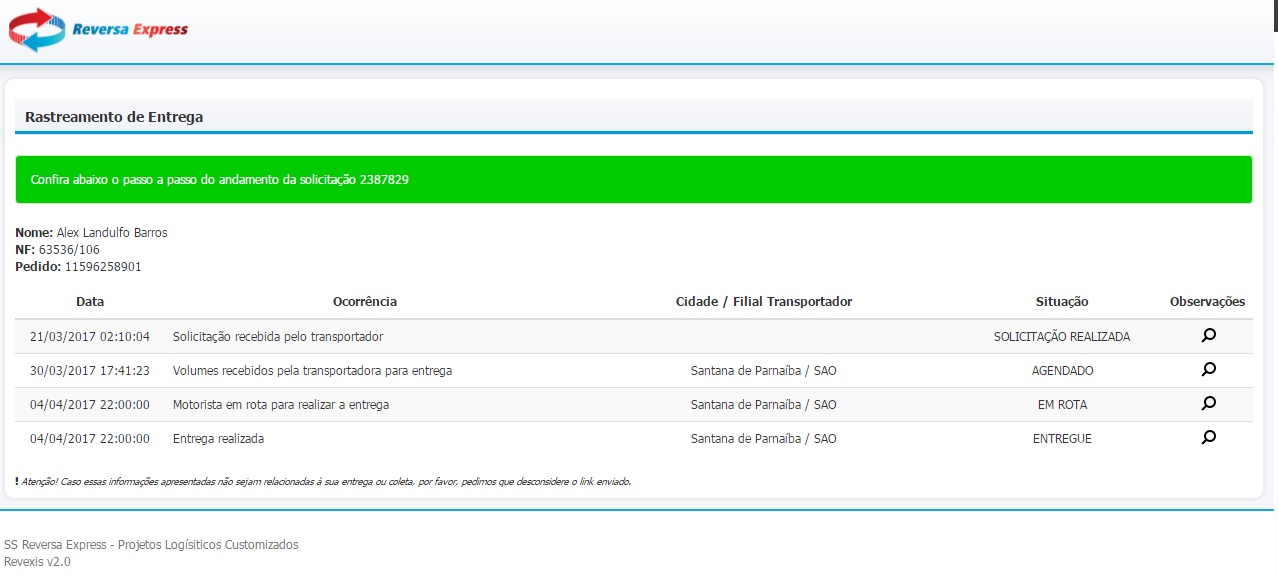 Reversa Express
Rastreamento de Entrega
Confira abaixo o passo a passo do andamento da solicitação 2387829
Nome: Alex Landulfo Barros
NF: 63536/106
Pedido: 11596258901
Data Ocorrência Cidade / Filial Transportador Situação Observações
21/03/2017 02:10:04 Solicitação recebida pelo transportador SOLICITAÇÃO REALIZADA
30/03/2017 17:41:23 Volumes recebidos pela transportadora para entrega Santana de Parnaíba / SAO AGENDADO
04/04/2017 22:00:00 Motorista em rota para realizar a entrega Santana de Parnaíba / SAO EM ROTA
04/04/2017 22:00:00 Entrega realizada Santana de Parnaíba / SAO ENTREGUE
! Atenção! Caso essas informações apresentadas não sejam relacionadas à sua entrega ou coleta, por favor, pedimos que desconsidere o link enviado.
SS Reversa Express - Projetos Logísiticos Customizados
Revexis v2.0